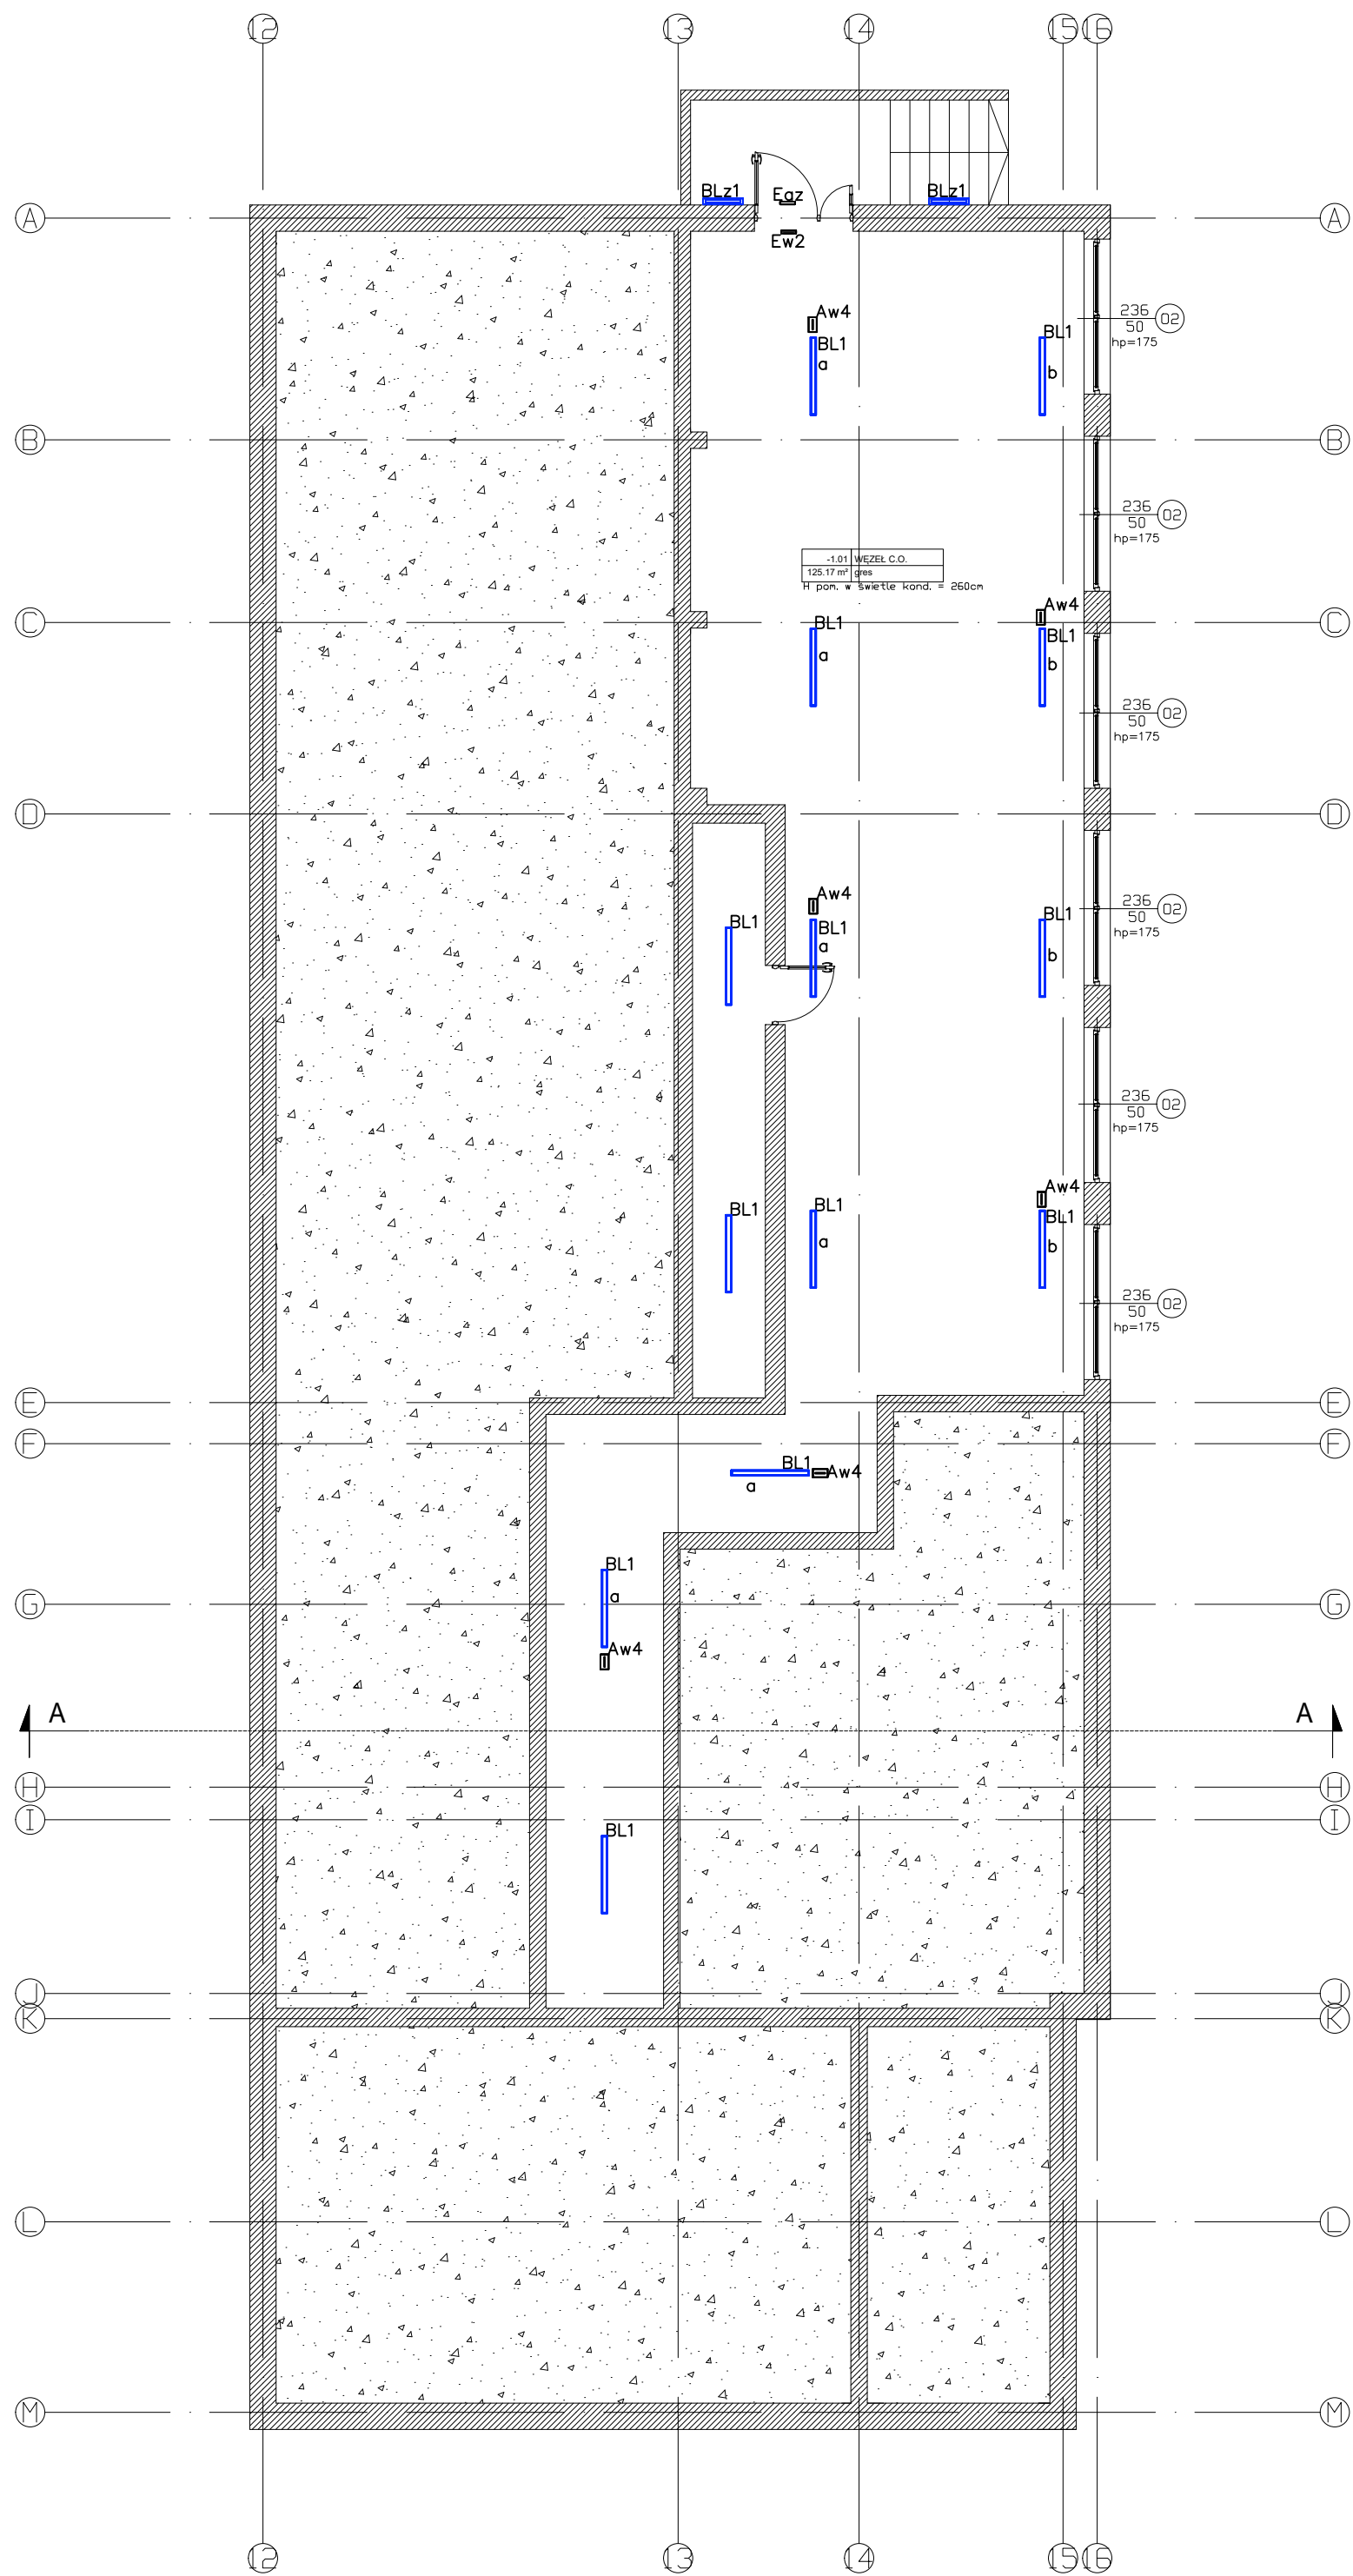 12 13 14 15 16
BLz1 Egz BLz1
A A
Ew2
Aw4 236 02
50
BL1 BL1 hp=175
a b
B B
236 02
50
hp=175
-1.01 WĘZEŁ C.O.
125.17 m² gres
H pom. w świetle kond. = 260cm
Aw4
C BL1 BL1 C
a b
236 02
50
hp=175
D D
Aw4 236 02
50
BL1 BL1 BL1 hp=175
a b
236 02
50
hp=175
Aw4
BL1 BL1 BL1
a b
236 02
50
hp=175
E E
F F
BL1 Aw4
a
BL1
a
G G
Aw4
A A
H H
I I
BL1
J J
K K
L L
M M
12 13 14 15 16